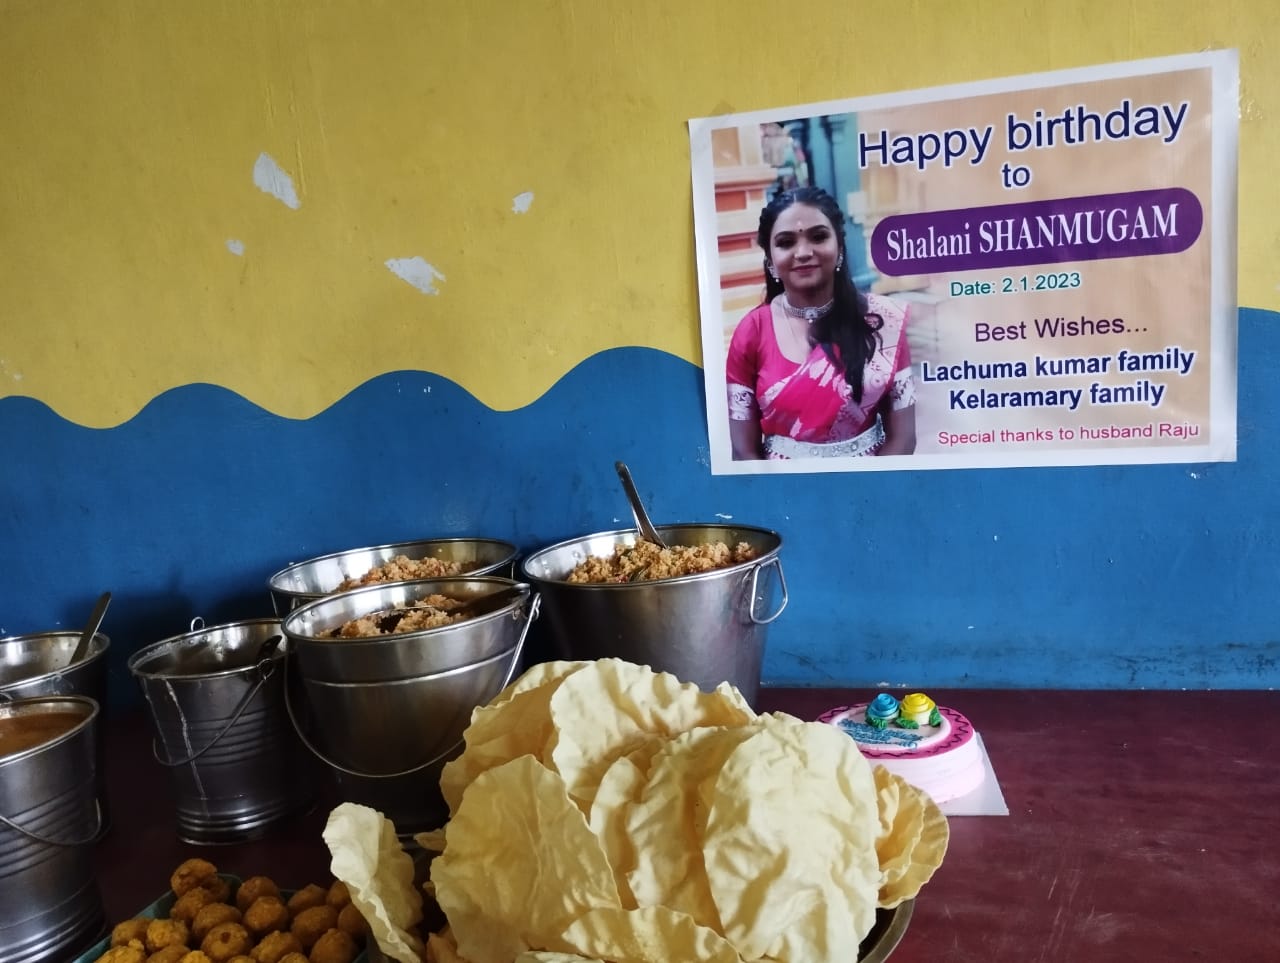 Happy birthday
to
Shalani SHANMUGAM
Date: 2.1.2023
Best Wishes...
Lachuma kumar family
Kelaramary family
Special thanks to husband Raju